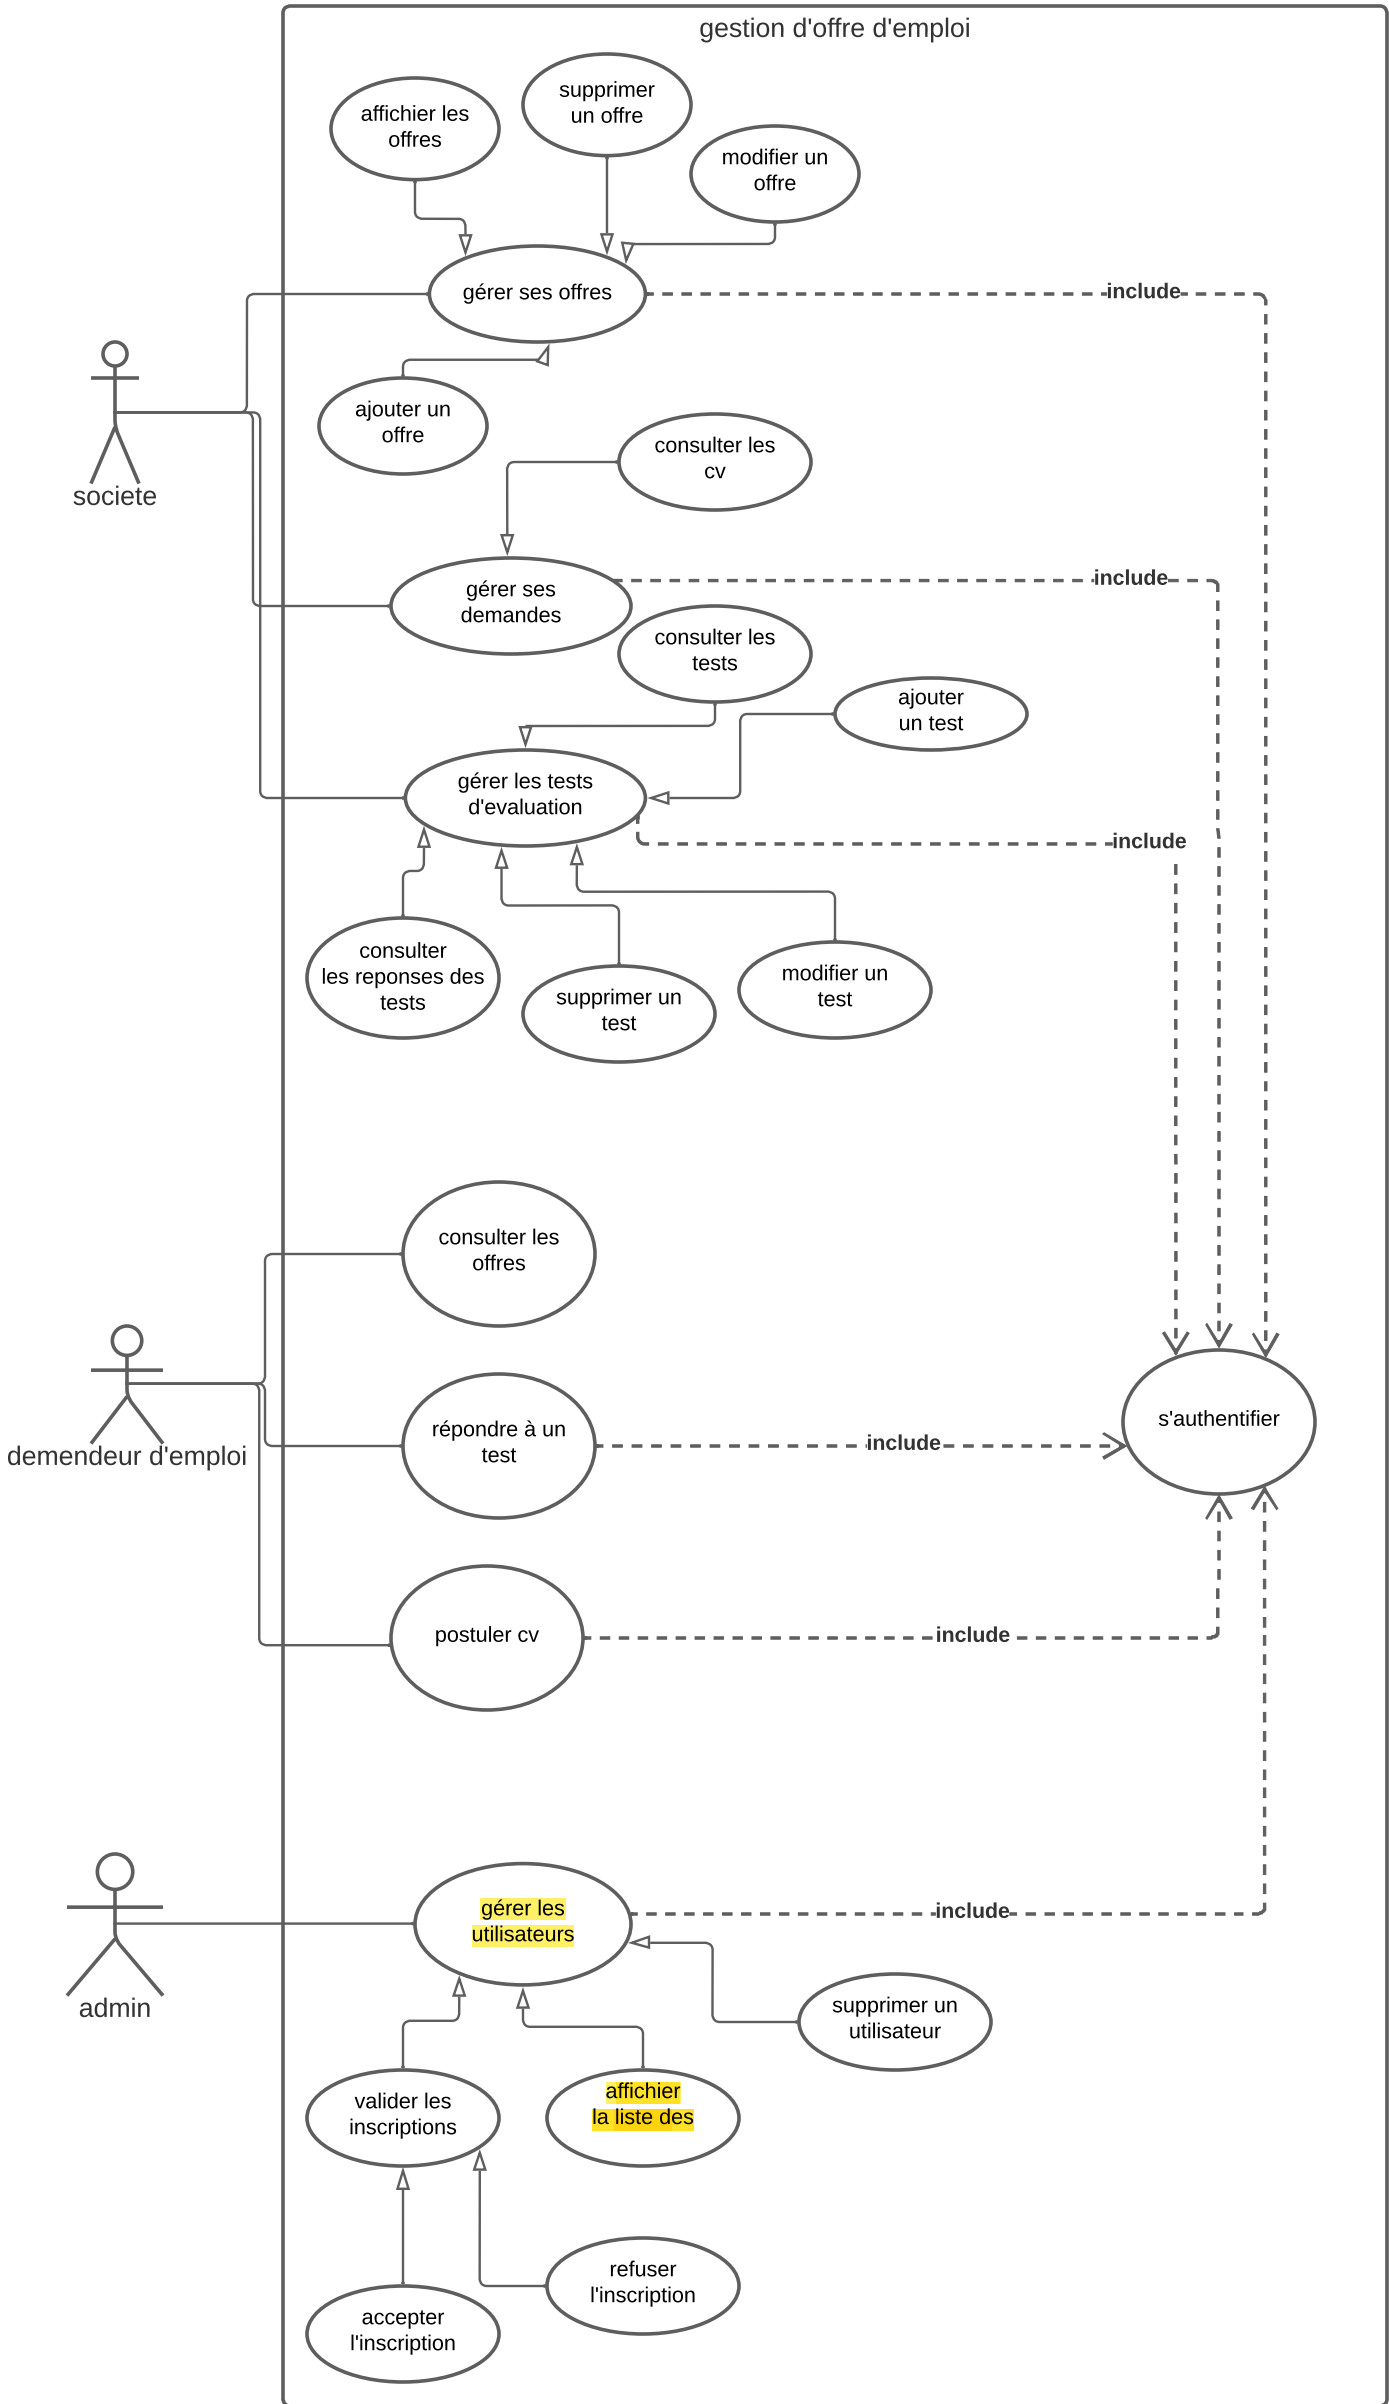 gestion d'offre d'emploi
supprimer
un offre
affichier les
offres
modifier un
offre
gérer ses offres
include
ajouter un
offre
consulter les
cv
societe
gérer ses
demandes
include
consulter les
tests
ajouter
un test
gérer les tests
d'evaluation
include
consulter
les reponses des
tests
supprimer un
test
modifier un
test
consulter les
offres
répondre à un
test
include
s'authentifier
demendeur d'emploi
postuler cv
include
gérer les
utilisateurs
include
admin
supprimer un
utilisateur
valider les
inscriptions
affichier
la liste des
refuser
l'inscription
accepter
l'inscription